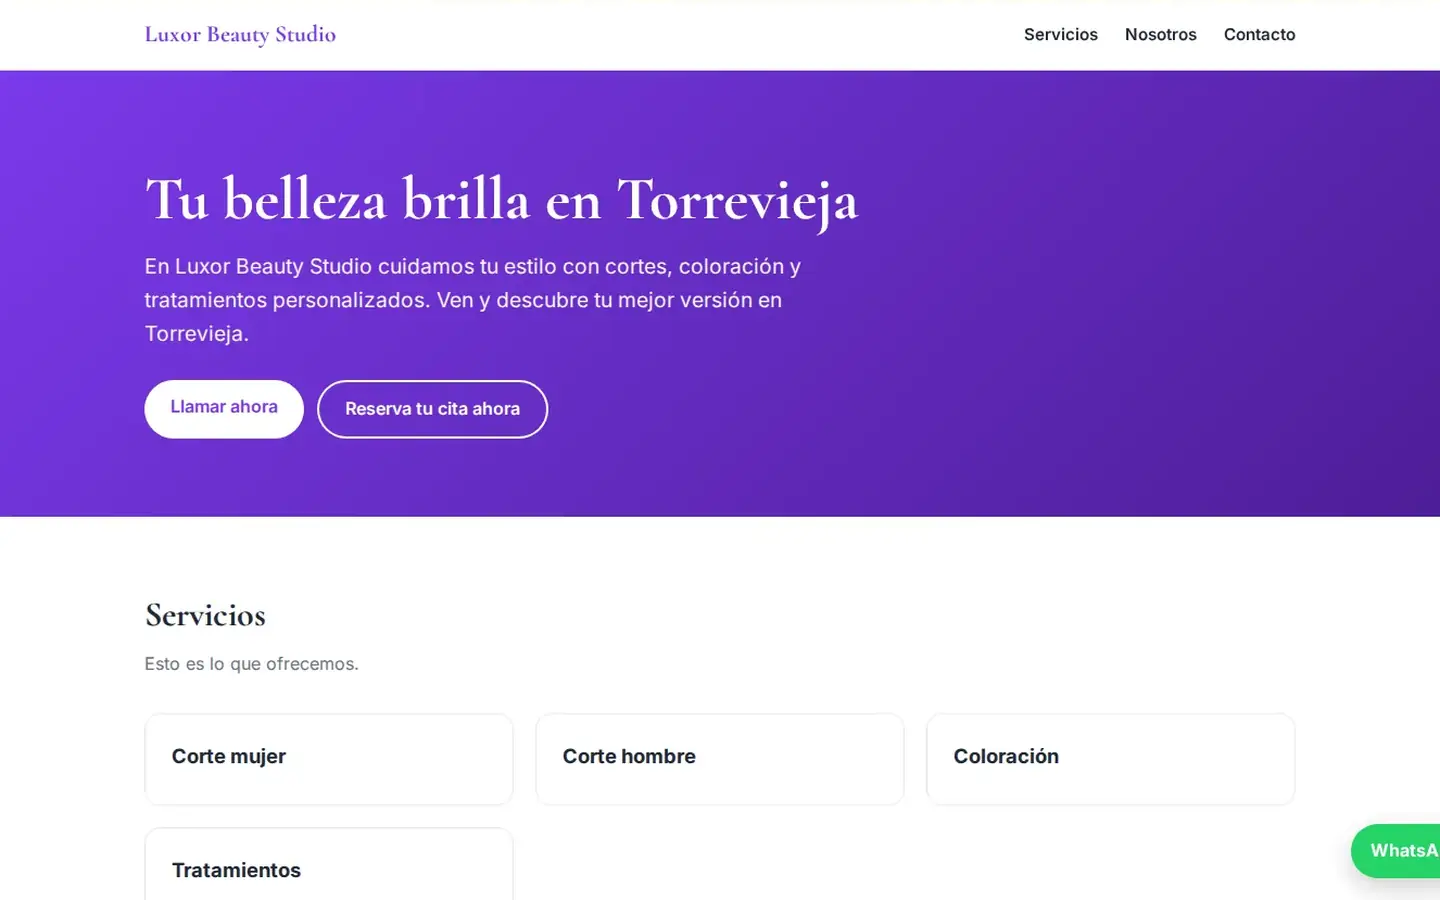 Luxor Beauty Studio
Servicios
Nosotros
Contacto
Tu belleza brilla en Torrevieja
En Luxor Beauty Studio cuidamos tu estilo con cortes, coloración y
tratamientos personalizados. Ven y descubre tu mejor versión en
Torrevieja.
Llamar ahora
Reserva tu cita ahora
Servicios
Esto es lo que ofrecemos.
Corte mujer
Corte hombre
Coloración
Tratamientos
WhatsA